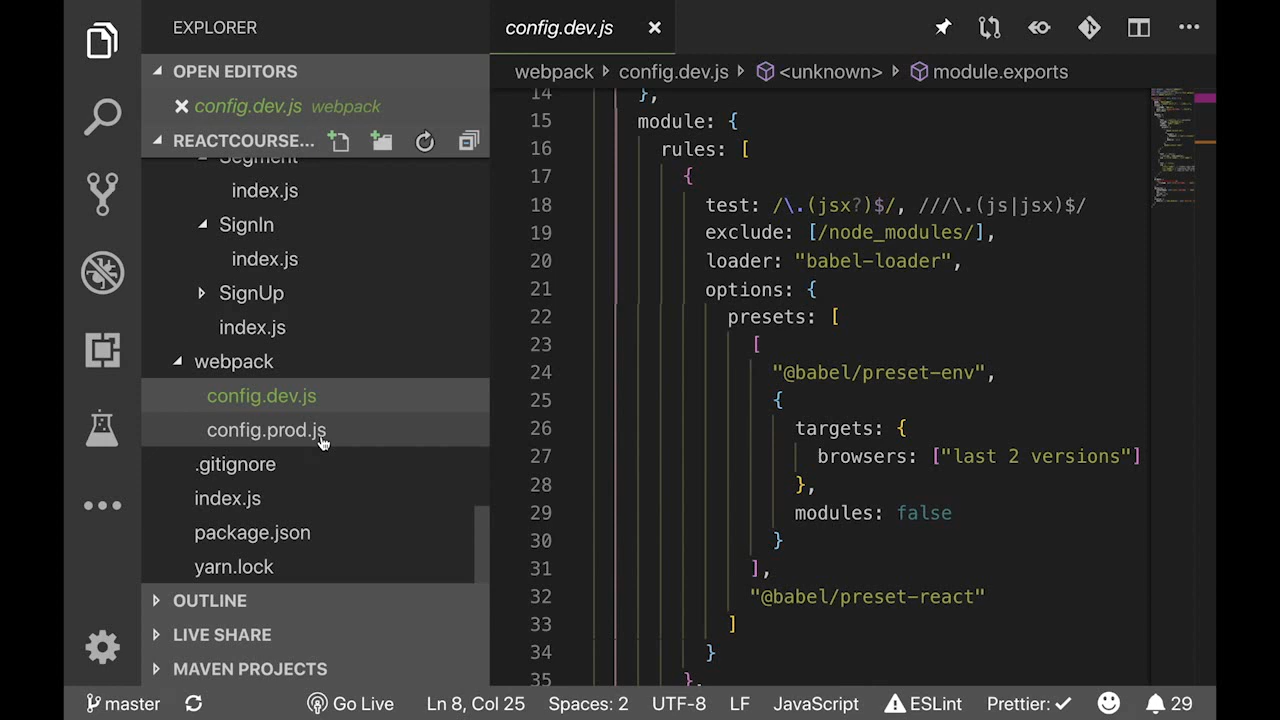 EXPLORER
OPEN EDITORS
config.dev.js webpack
REACTCOURSE...
Segment
index.js
SignIn
index.js
SignUp
index.js
webpack
config.dev.js
config.prod.js
.gitignore
index.js
package.json
yarn.lock
OUTLINE
LIVE SHARE
MAVEN PROJECTS
config.dev.js
webpack config.dev.js <unknown> module.exports
14 },
15 module: {
16 rules: [
17 {
18 test: /\.(jsx?)$/, ///\.(js|jsx)$/
19 exclude: [/node_modules/],
20 loader: "babel-loader",
21 options: {
22 presets: [
23 [
24 "@babel/preset-env",
25 {
26 targets: {
27 browsers: ["last 2 versions"]
28 },
29 modules: false
30 }
31 ],
32 "@babel/preset-react"
33 ]
34 }
35 },
master Go Live Ln 8, Col 25 Spaces: 2 UTF-8 LF JavaScript ESLint Prettier: ✓ 29